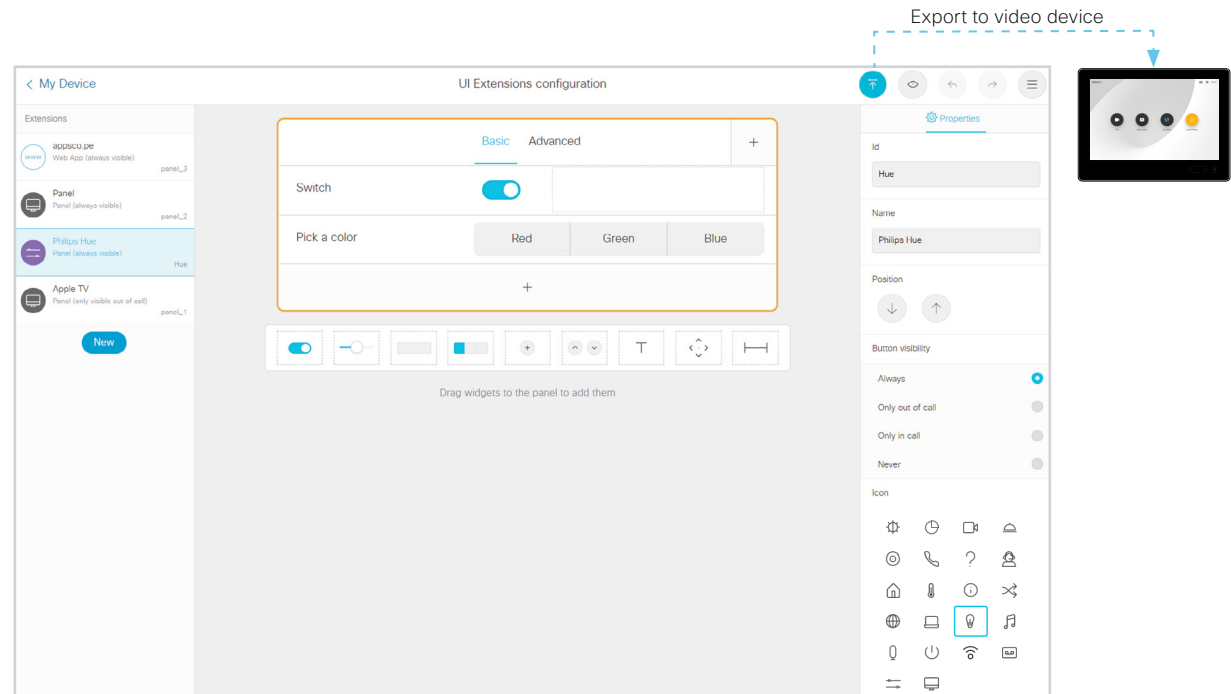 Export to video device
My Device
UI Extensions configuration
Extensions
appsco.pe
www
Web App (always visible)
panel_3
Panel
Panel (always visible)
panel_2
Philips Hue
Panel (always visible)
Hue
Apple TV
Panel (only visible out of call)
panel_1
New
Basic Advanced
Switch
Pick a color Red Green Blue
Drag widgets to the panel to add them
Properties
Id
Hue
Name
Philips Hue
Position
Button visibility
Always
Only out of call
Only in call
Never
Icon